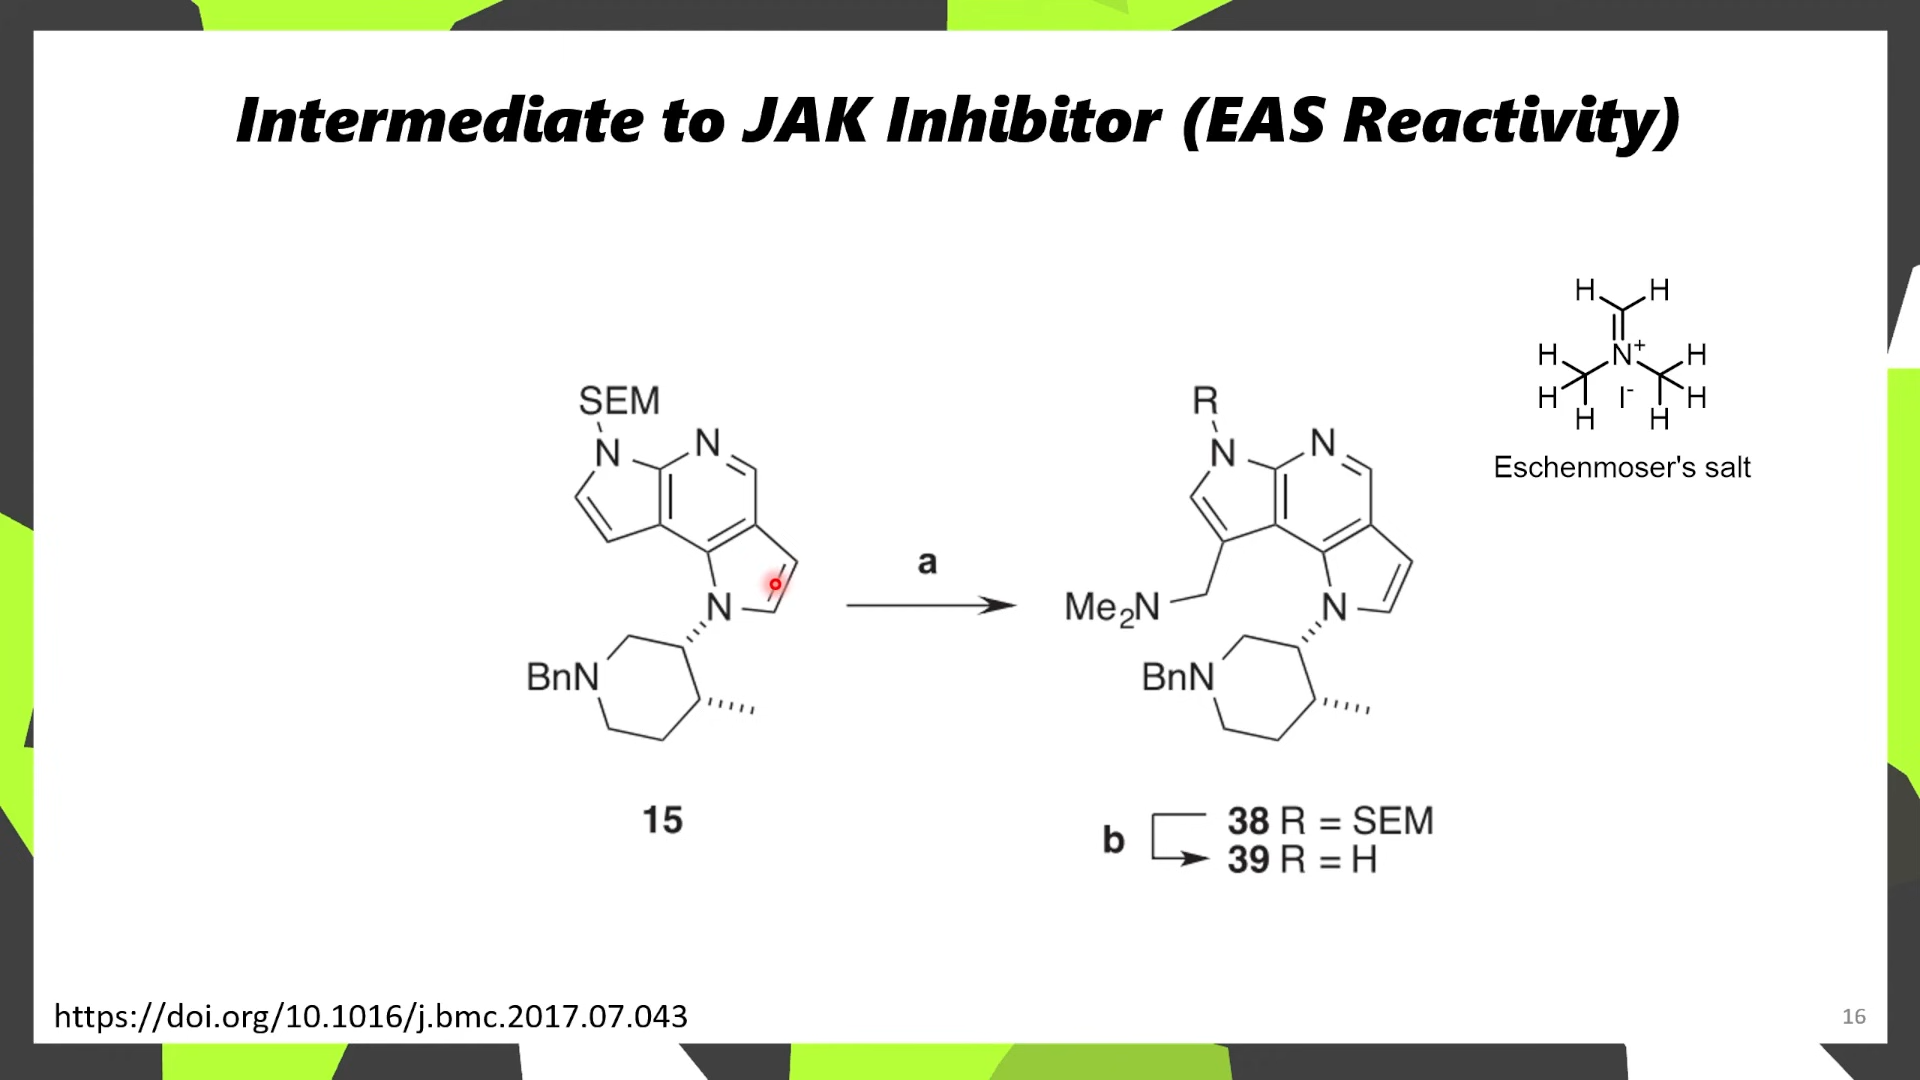 Intermediate to JAK Inhibitor (EAS Reactivity)
H H
H N+ H
H I- H
H H
Eschenmoser's salt
SEM
N N
N
BnN
15
a
R
N N
Me2N N
BnN
b
38 R = SEM
39 R = H
https://doi.org/10.1016/j.bmc.2017.07.043
16